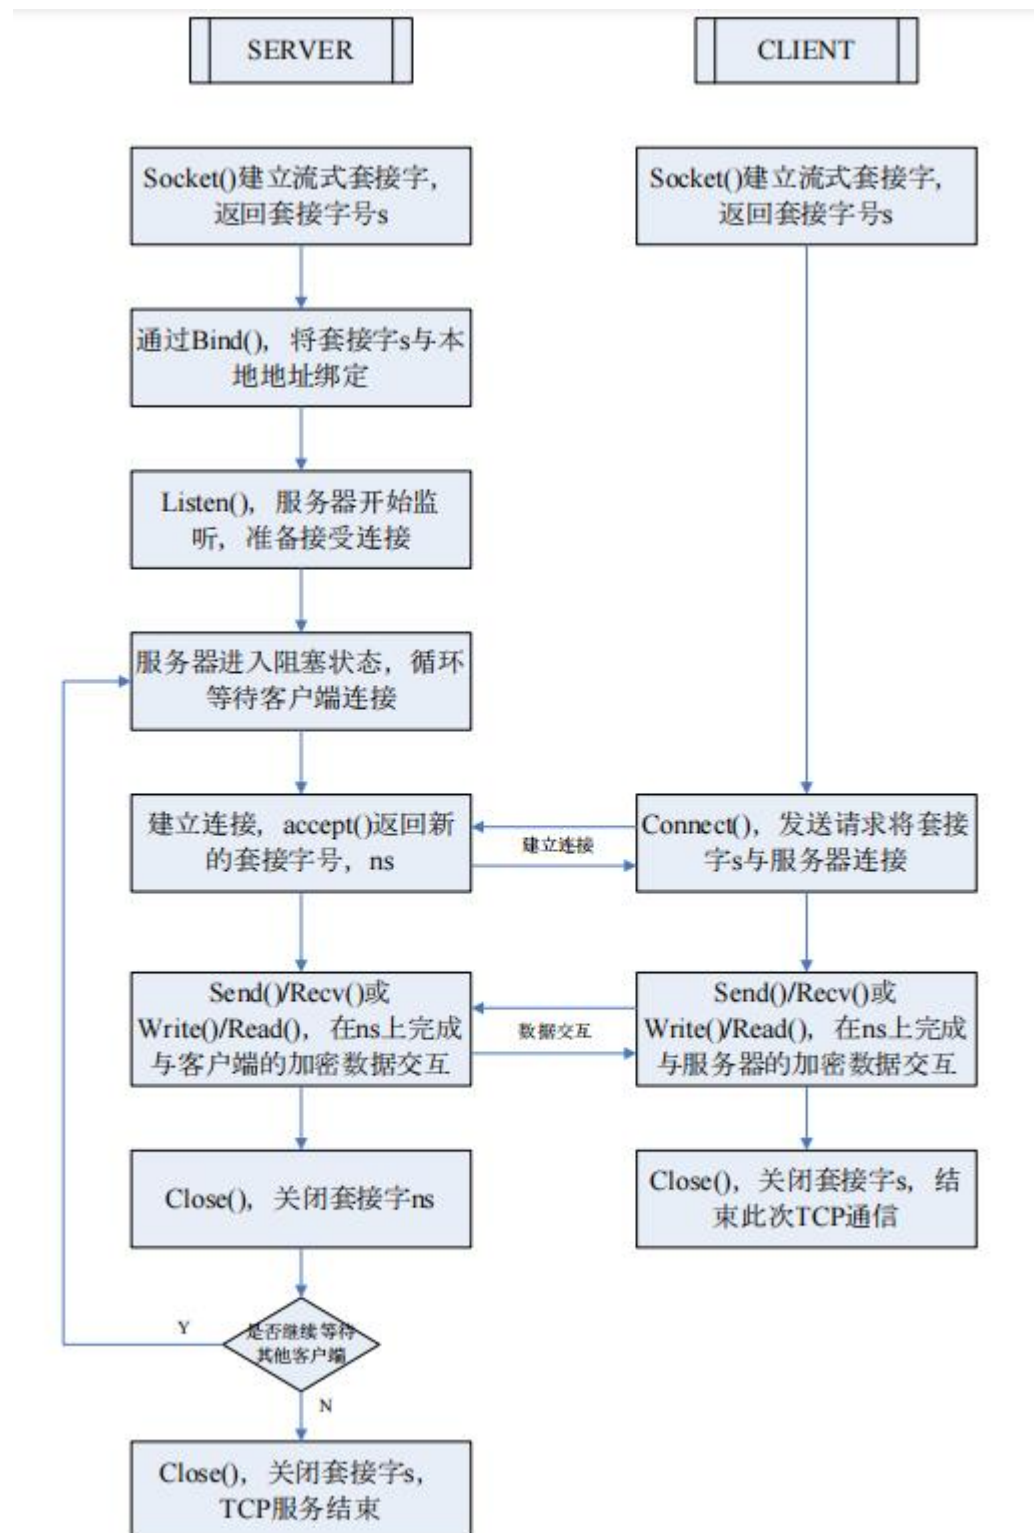 SERVER
CLIENT
Socket()建立流式套接字，
返回套接字号s
Socket()建立流式套接字，
返回套接字号s
通过Bind()，将套接字s与本
地地址绑定
Listen()，服务器开始监
听，准备接受连接
服务器进入阻塞状态，循环
等待客户端连接
建立连接，accept()返回新
的套接字号，ns
建立连接
Connect()，发送请求将套接
字s与服务器连接
Send()/Recv()或
Write()/Read()，在ns上完成
与客户端的加密数据交互
数据交互
Send()/Recv()或
Write()/Read()，在ns上完成
与服务器的加密数据交互
Close()，关闭套接字ns
Close()，关闭套接字s，结
束此次TCP通信
Y
是否继续等待
其他客户端
N
Close()，关闭套接字s，
TCP服务结束